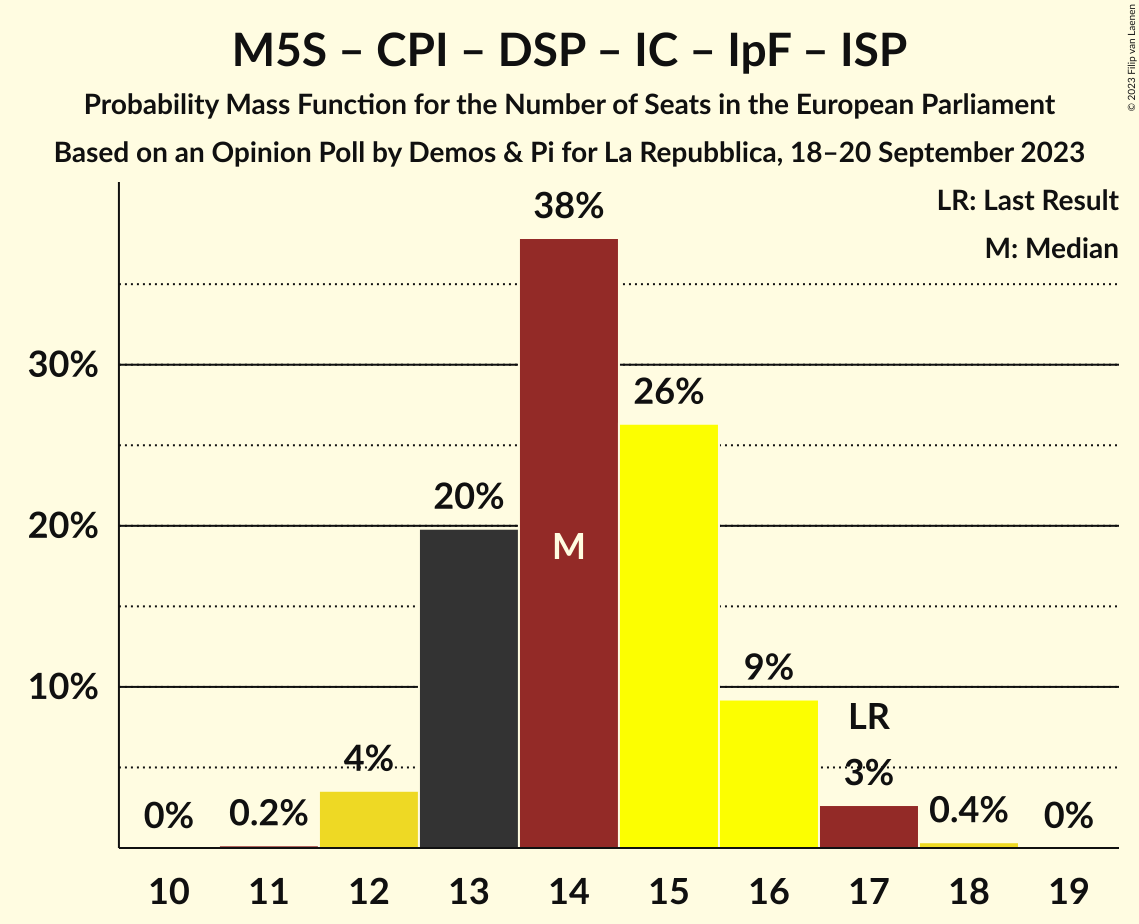 M5S – CPI – DSP – IC – IpF – ISP
Probability Mass Function for the Number of Seats in the European Parliament
Based on an Opinion Poll by Demos & Pi for La Repubblica, 18–20 September 2023
© 2023 Filip van Laenen
LR: Last Result
M: Median
38%
30%
26%
20%
20%
M
10%
9%
LR
4%
3%
0%
0.2%
0.4%
0%
10 11 12 13 14 15 16 17 18 19